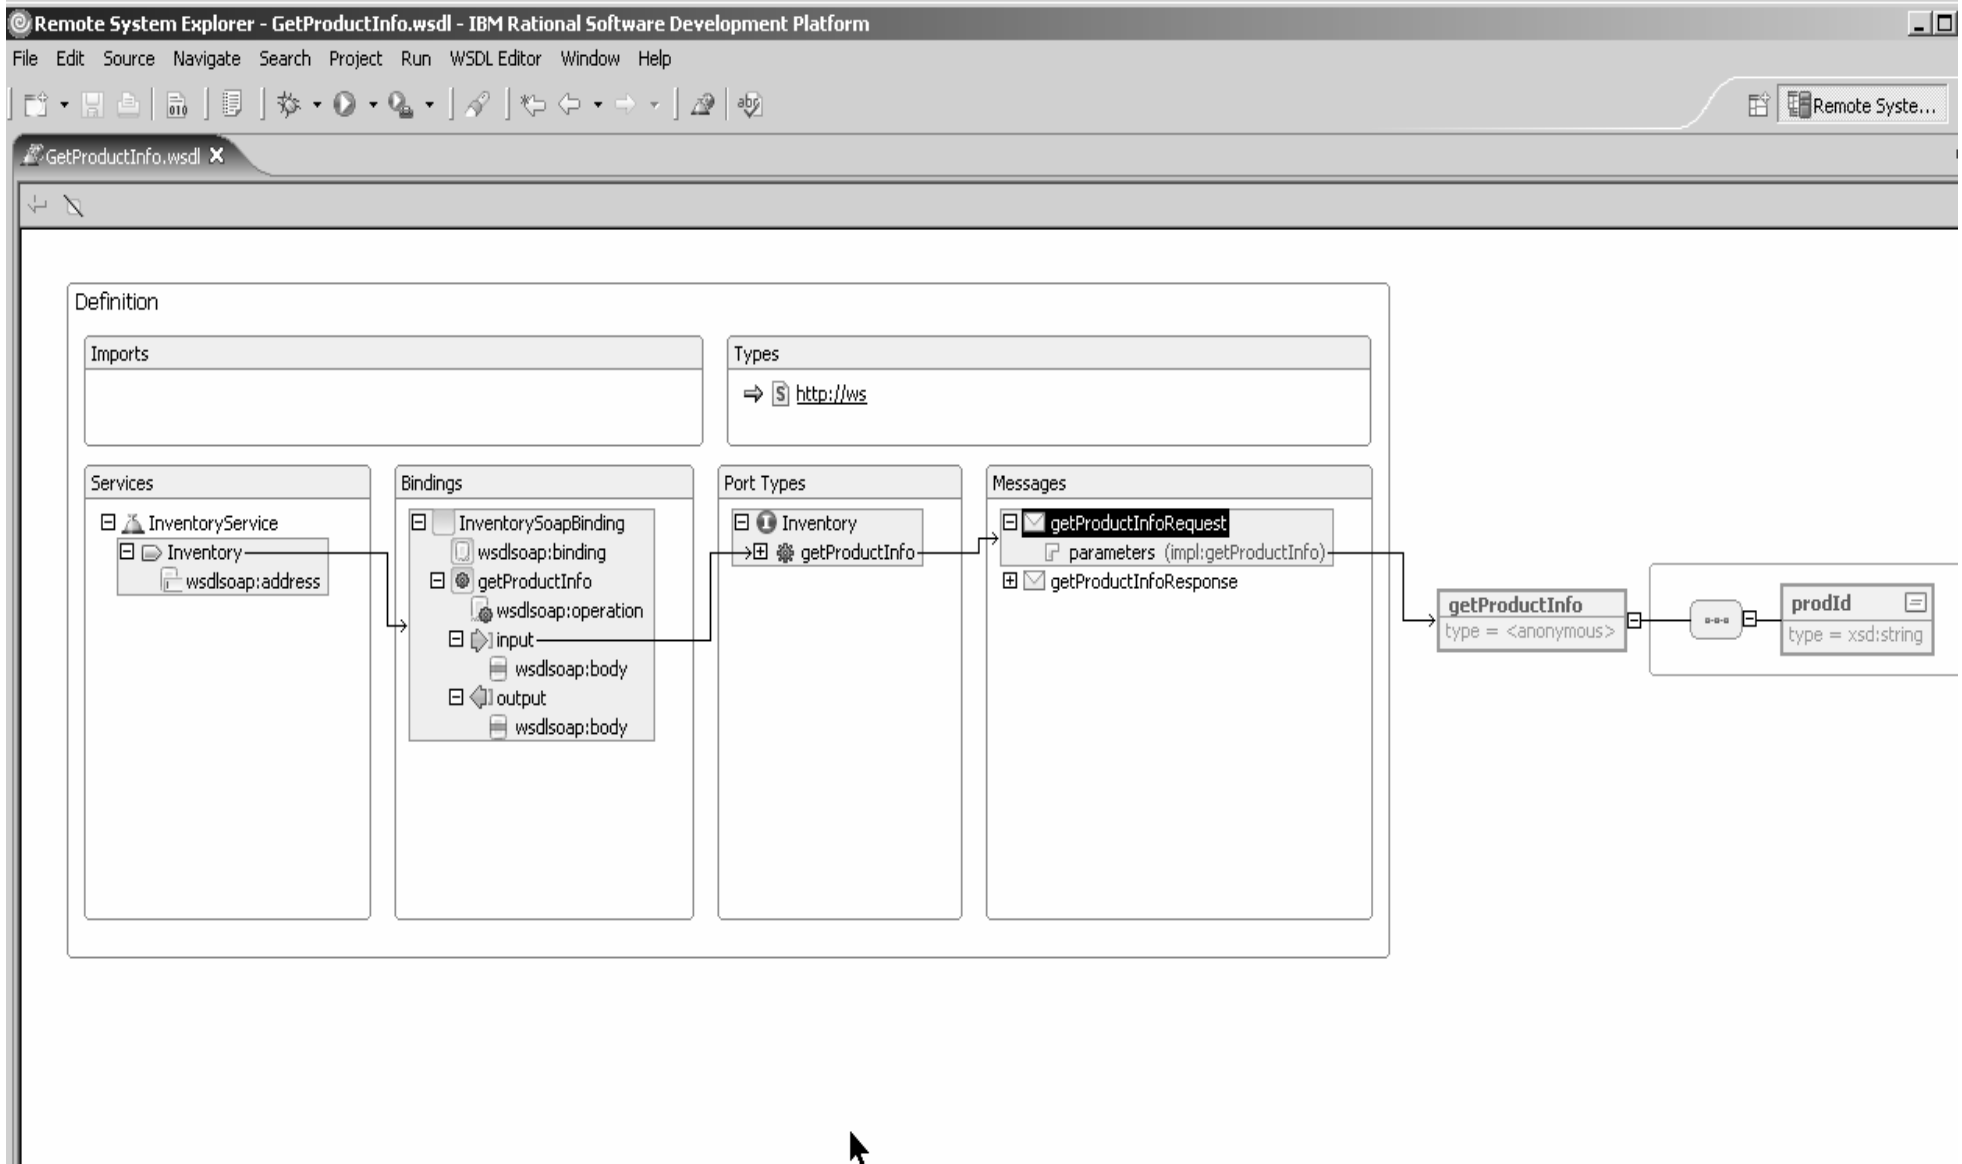 Remote System Explorer - GetProductInfo.wsdl - IBM Rational Software Development Platform
File Edit Source Navigate Search Project Run WSDL Editor Window Help
010
abc
Remote Syste...
GetProductInfo.wsdl
Definition
Imports
Types
S http://ws
Services
InventoryService
Inventory
wsdlsoap:address
Bindings
InventorySoapBinding
wsdlsoap:binding
getProductInfo
wsdlsoap:operation
input
wsdlsoap:body
output
wsdlsoap:body
Port Types
I Inventory
getProductInfo
Messages
getProductInfoRequest
parameters (impl:getProductInfo)
getProductInfoResponse
getProductInfo
type = <anonymous>
prodId
type = xsd:string